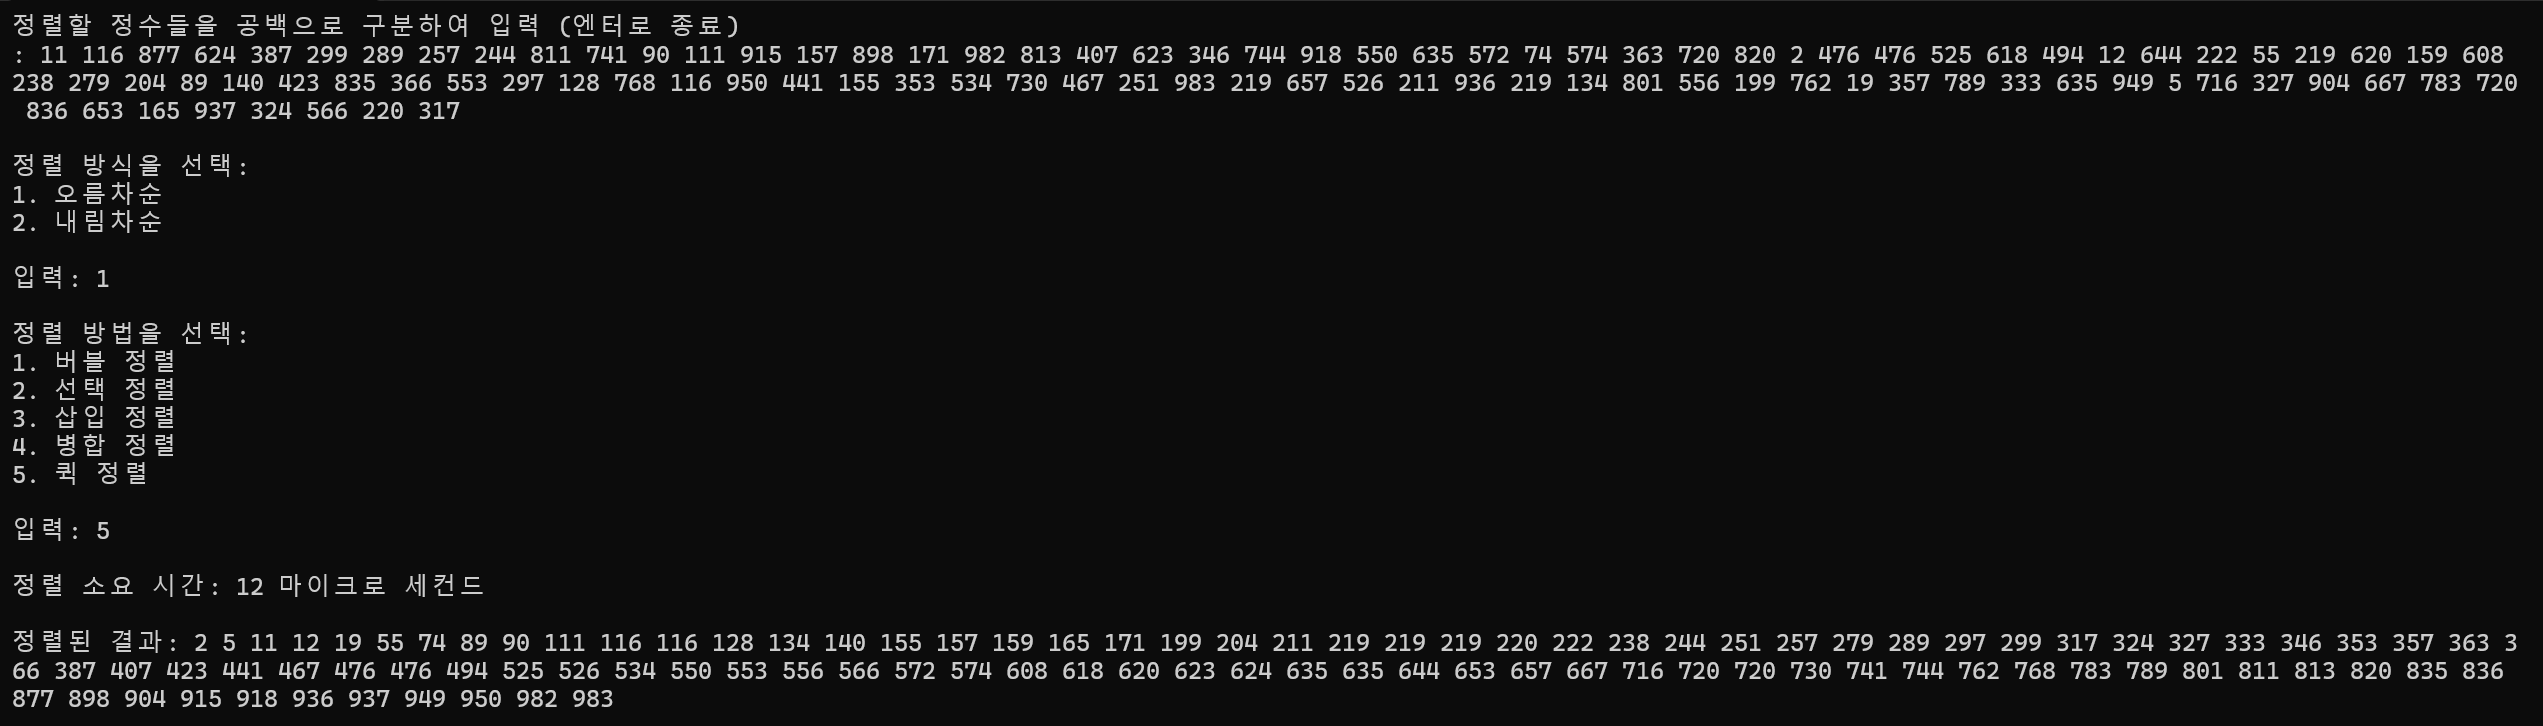 정렬할 정수들을 공백으로 구분하여 입력 (엔터로 종료)
: 11 116 877 624 387 299 289 257 244 811 741 90 111 915 157 898 171 982 813 407 623 346 744 918 550 635 572 74 574 363 720 820 2 476 476 525 618 494 12 644 222 55 219 620 159 608
238 279 204 89 140 423 835 366 553 297 128 768 116 950 441 155 353 534 730 467 251 983 219 657 526 211 936 219 134 801 556 199 762 19 357 789 333 635 949 5 716 327 904 667 783 720
836 653 165 937 324 566 220 317
정렬 방식을 선택:
1. 오름차순
2. 내림차순
입력: 1
정렬 방법을 선택:
1. 버블 정렬
2. 선택 정렬
3. 삽입 정렬
4. 병합 정렬
5. 퀵 정렬
입력: 5
정렬 소요 시간: 12 마이크로 세컨드
정렬된 결과: 2 5 11 12 19 55 74 89 90 111 116 116 128 134 140 155 157 159 165 171 199 204 211 219 219 219 220 222 238 244 251 257 279 289 297 299 317 324 327 333 346 353 357 363 3
66 387 407 423 441 467 476 476 494 525 526 534 550 553 556 566 572 574 608 618 620 623 624 635 635 644 653 657 667 716 720 720 730 741 744 762 768 783 789 801 811 813 820 835 836
877 898 904 915 918 936 937 949 950 982 983